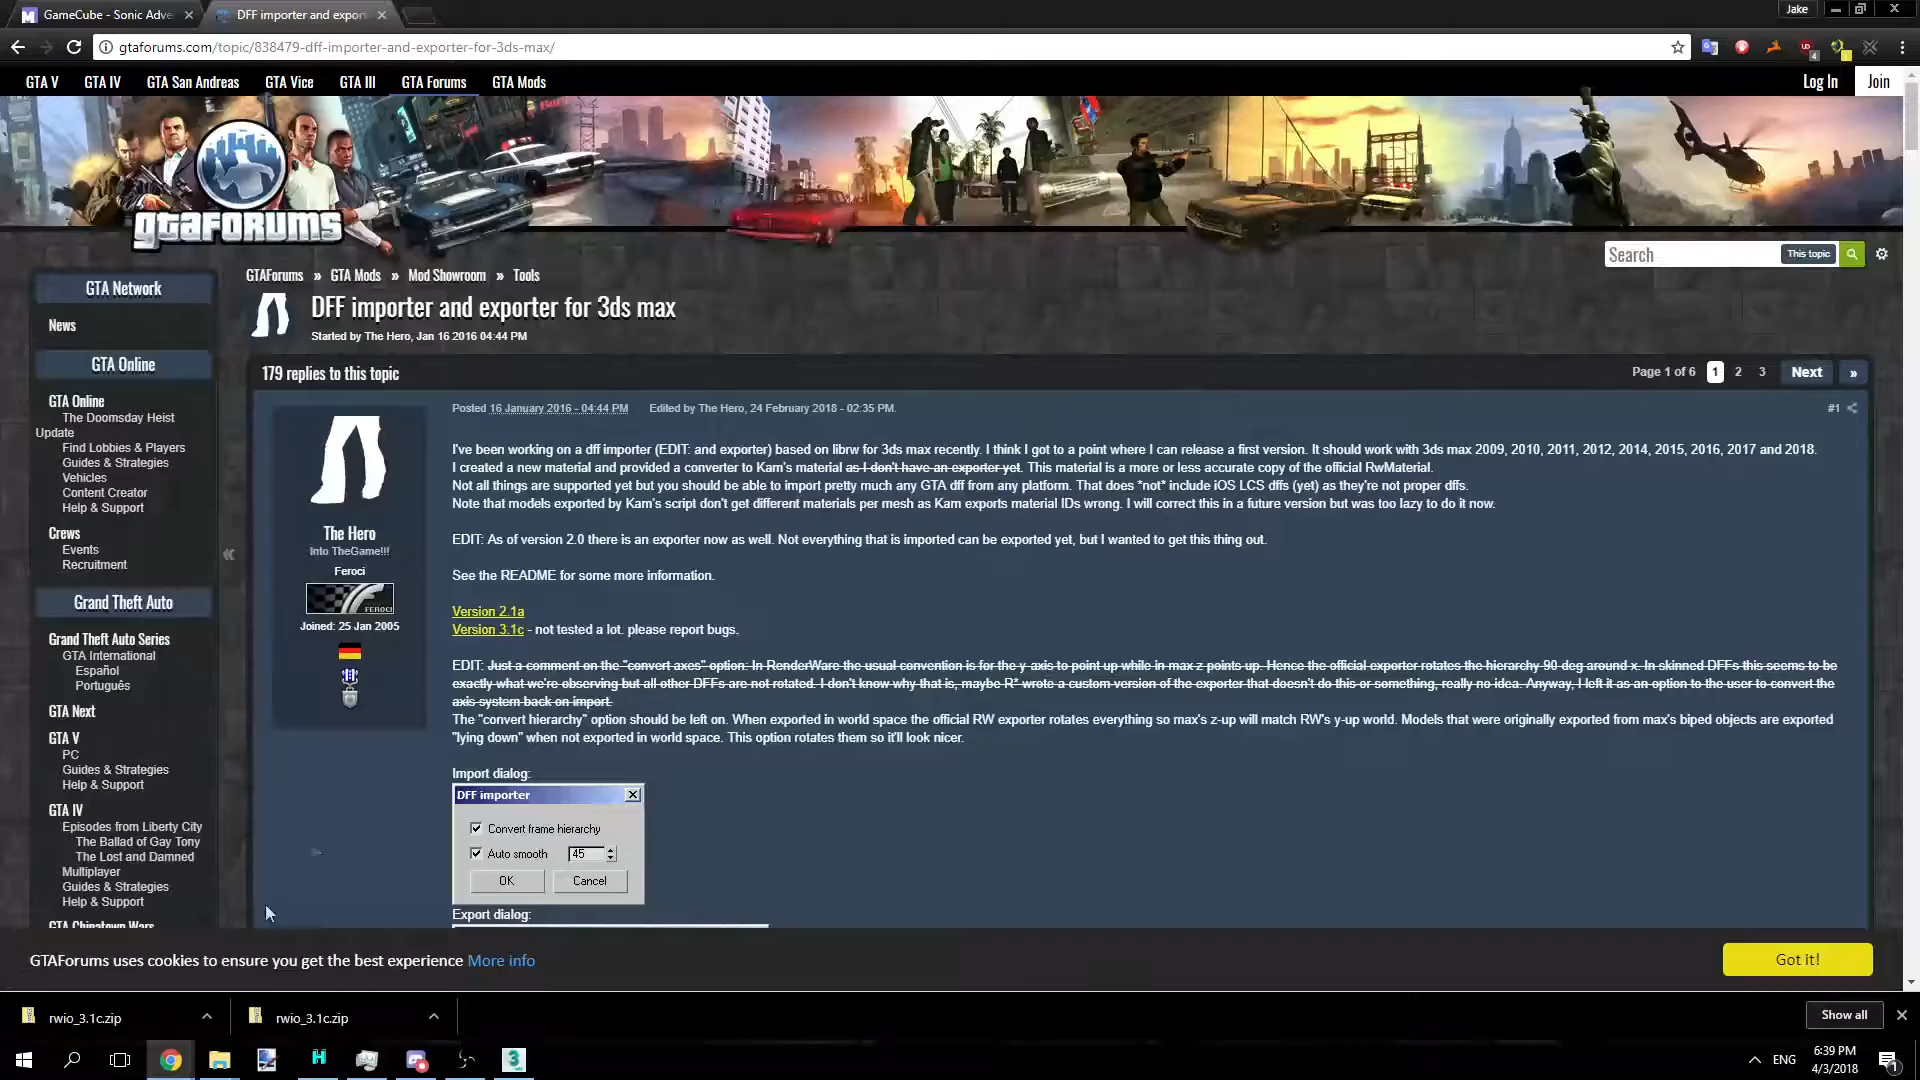 GameCube - Sonic Adve
DFF importer and export
Jake
gtaforums.com/topic/838479-dff-importer-and-exporter-for-3ds-max/
GTA V
GTA IV
GTA San Andreas
GTA Vice
GTA III
GTA Forums
GTA Mods
Log In
Join
gtaFORUMS
Search
This topic
GTAForums » GTA Mods » Mod Showroom » Tools
DFF importer and exporter for 3ds max
Started by The Hero, Jan 16 2016 04:44 PM
179 replies to this topic
Page 1 of 6
1
2
3
Next
»
GTA Network
News
GTA Online
GTA Online
The Doomsday Heist
Update
Find Lobbies & Players
Guides & Strategies
Vehicles
Content Creator
Help & Support
Crews
Events
Recruitment
Grand Theft Auto
Grand Theft Auto Series
GTA International
Español
Português
GTA Next
GTA V
PC
Guides & Strategies
Help & Support
GTA IV
Episodes from Liberty City
The Ballad of Gay Tony
The Lost and Damned
Multiplayer
Guides & Strategies
Help & Support
GTA Chinatown Wars
«
The Hero
Into TheGame!!!
Feroci
FEROCI
Joined: 25 Jan 2005
Posted 16 January 2016 - 04:44 PM
Edited by The Hero, 24 February 2018 - 02:35 PM.
#1
I've been working on a dff importer (EDIT: and exporter) based on librw for 3ds max recently. I think I got to a point where I can release a first version. It should work with 3ds max 2009, 2010, 2011, 2012, 2014, 2015, 2016, 2017 and 2018.
I created a new material and provided a converter to Kam's material as I don't have an exporter yet. This material is a more or less accurate copy of the official RwMaterial.
Not all things are supported yet but you should be able to import pretty much any GTA dff from any platform. That does *not* include iOS LCS dffs (yet) as they're not proper dffs.
Note that models exported by Kam's script don't get different materials per mesh as Kam exports material IDs wrong. I will correct this in a future version but was too lazy to do it now.
EDIT: As of version 2.0 there is an exporter now as well. Not everything that is imported can be exported yet, but I wanted to get this thing out.
See the README for some more information.
Version 2.1a
Version 3.1c - not tested a lot. please report bugs.
EDIT: Just a comment on the "convert axes" option: In RenderWare the usual convention is for the y-axis to point up while in max z points up. Hence the official exporter rotates the hierarchy 90 deg around x. In skinned DFFs this seems to be
exactly what we're observing but all other DFFs are not rotated. I don't know why that is, maybe R* wrote a custom version of the exporter that doesn't do this or something, really no idea. Anyway, I left it as an option to the user to convert the
axis system back on import.
The "convert hierarchy" option should be left on. When exported in world space the official RW exporter rotates everything so max's z-up will match RW's y-up world. Models that were originally exported from max's biped objects are exported
"lying down" when not exported in world space. This option rotates them so it'll look nicer.
Import dialog:
DFF importer
Convert frame hierarchy
Auto smooth
45
OK
Cancel
Export dialog:
GTAForums uses cookies to ensure you get the best experience More info
Got it!
rwio_3.1c.zip
rwio_3.1c.zip
Show all
ENG
6:39 PM
4/3/2018
1